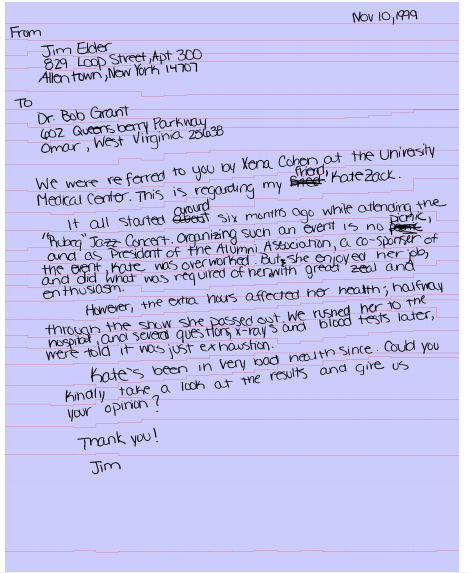 Nov 10, 1999
From
Jim Elder
829 Loop Street, Apt 300
Allentown, New York 14707
To
Dr. Bob Grant
602 Queensberry Parkway
Omar, West Virginia 25638
We were referred to you by Xena Cohen at the University
Medical Center. This is regarding my friend, Kate Zack.
It all started around six months ago while attending the
"Rubeq" Jazz Concert. Organizing such an event is no picnic,
and as President of the Alumni Association, a co-sponser of
the event, Kate was overworked. But she enjoyed her job,
and did what was required of her with great zeal and
enthusiasm.
However, the extra hours affected her health; halfway
through the show she passed out. We rushed her to the
hospital, and several questions, x-rays and blood tests later,
were told it was just exhaustion.
Kate's been in very bad health since. Could you
kindly take a look at the results and give us
your opinion?
Thank you!
Jim